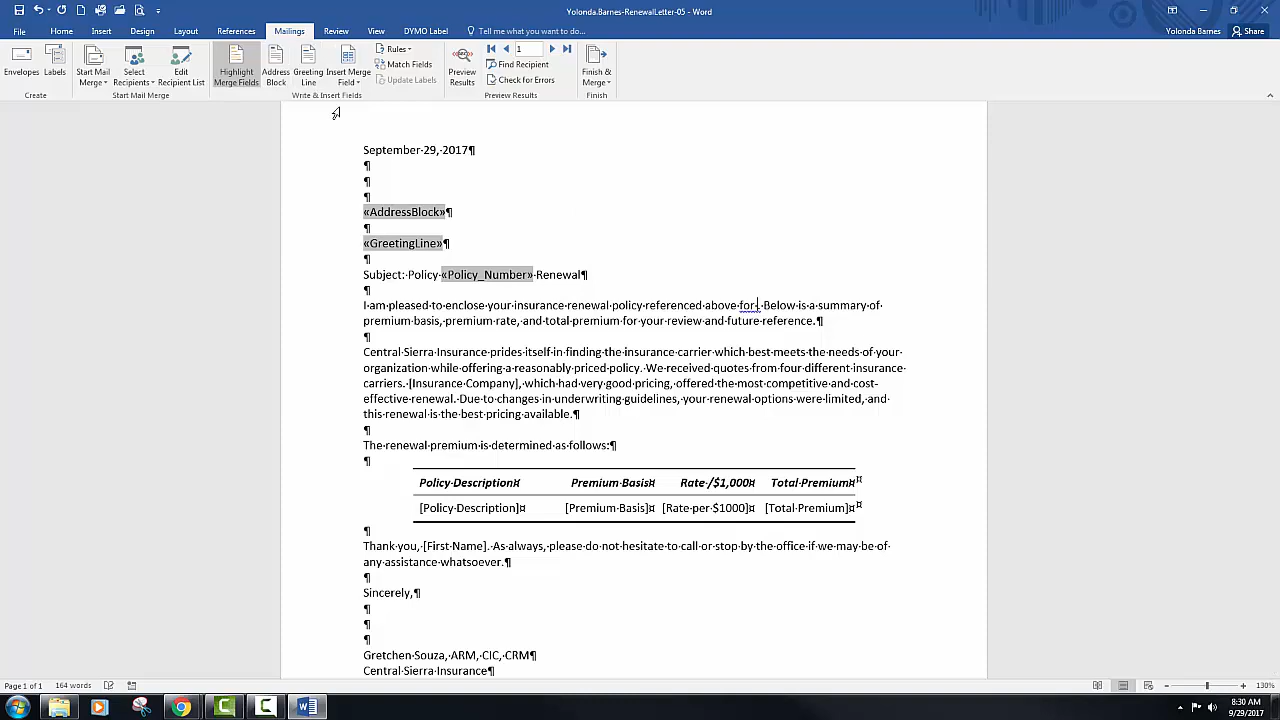 Yolonda.Barnes-RenewalLetter-05 - Word
File Home Insert Design Layout References Mailings Review View DYMO Label Tell me what you want to do... Yolonda Barnes Share
Envelopes Labels Start Mail Merge Select Recipients Edit Recipient List Highlight Merge Fields Address Block Greeting Line Insert Merge Field Rules Match Fields Update Labels Preview Results 1 Find Recipient Check for Errors Finish & Merge
Create Start Mail Merge Write & Insert Fields Preview Results Finish
September·29,·2017¶
¶
¶
¶
«AddressBlock»¶
¶
«GreetingLine»¶
¶
Subject:·Policy·«Policy_Number»·Renewal¶
¶
I·am·pleased·to·enclose·your·insurance·renewal·policy·referenced·above·for·.·Below·is·a·summary·of·
premium·basis,·premium·rate,·and·total·premium·for·your·review·and·future·reference.¶
¶
Central·Sierra·Insurance·prides·itself·in·finding·the·insurance·carrier·which·best·meets·the·needs·of·your·
organization·while·offering·a·reasonably·priced·policy.·We·received·quotes·from·four·different·insurance·
carriers.·[Insurance·Company],·which·had·very·good·pricing,·offered·the·most·competitive·and·cost-
effective·renewal.·Due·to·changes·in·underwriting·guidelines,·your·renewal·options·were·limited,·and·
this·renewal·is·the·best·pricing·available.¶
¶
The·renewal·premium·is·determined·as·follows:¶
¶
Policy·Description¤ Premium·Basis¤ Rate·/$1,000¤ Total·Premium¤ ¤
[Policy·Description]¤ [Premium·Basis]¤ [Rate·per·$1000]¤ [Total·Premium]¤ ¤
¶
Thank·you,·[First·Name].·As·always,·please·do·not·hesitate·to·call·or·stop·by·the·office·if·we·may·be·of·
any·assistance·whatsoever.¶
¶
Sincerely,¶
¶
¶
¶
Gretchen·Souza,·ARM,·CIC,·CRM¶
Central·Sierra·Insurance¶
Page 1 of 1 164 words 130%
8:30 AM
9/29/2017